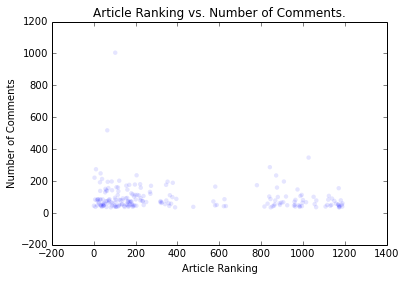 Article Ranking vs. Number of Comments.
1200
1000
800
600
400
200
0
−200
Number of Comments
−200 0 200 400 600 800 1000 1200 1400
Article Ranking